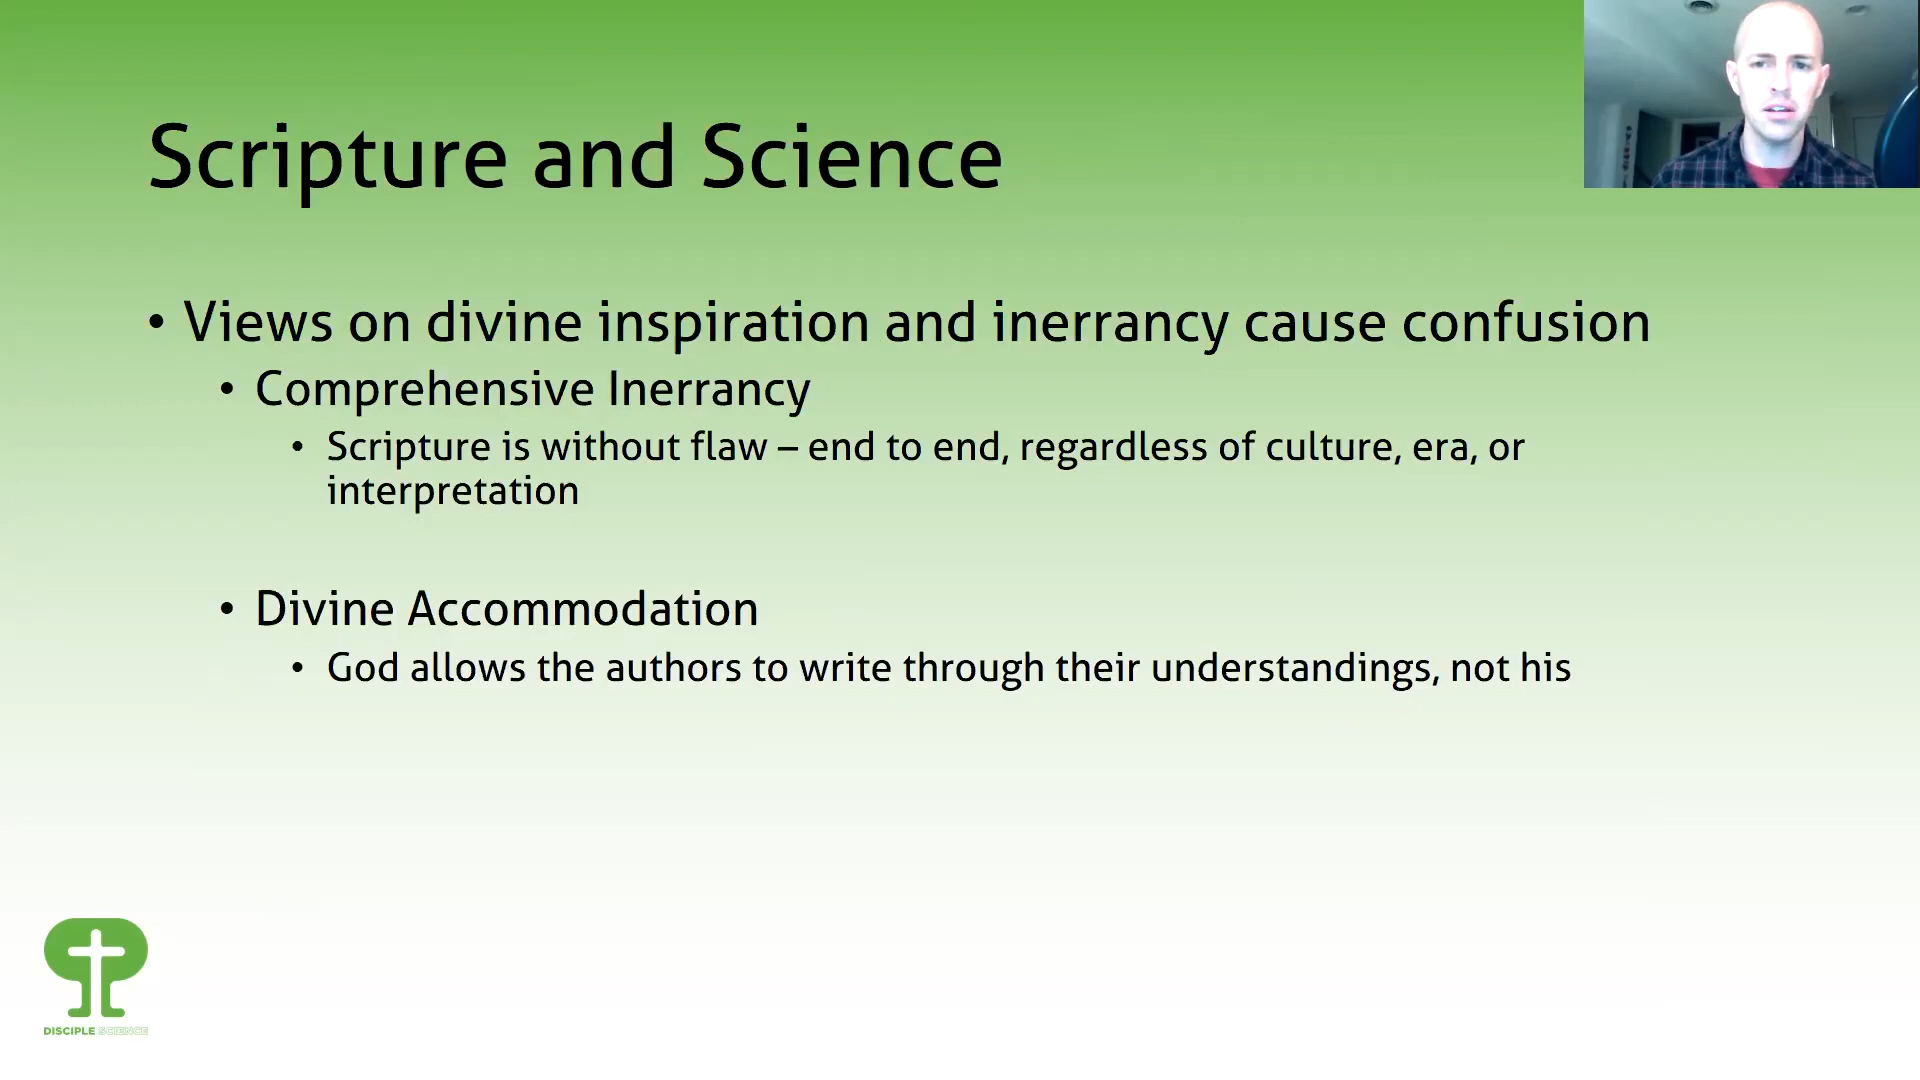 Scripture and Science
• Views on divine inspiration and inerrancy cause confusion
• Comprehensive Inerrancy
• Scripture is without flaw – end to end, regardless of culture, era, or
interpretation
• Divine Accommodation
• God allows the authors to write through their understandings, not his
DISCIPLE SCIENCE